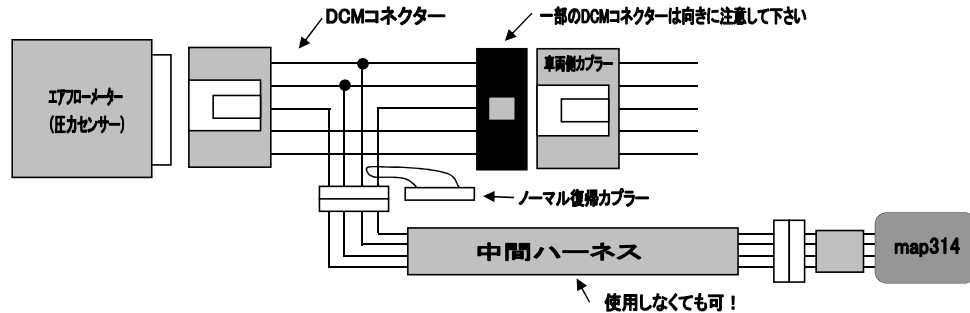 DCMコネクター
一部のDCMコネクターは向きに注意して下さい
エアフローメーター
(圧力センサー)
車両側カプラー
ノーマル復帰カプラー
中間ハーネス
map314
使用しなくても可！